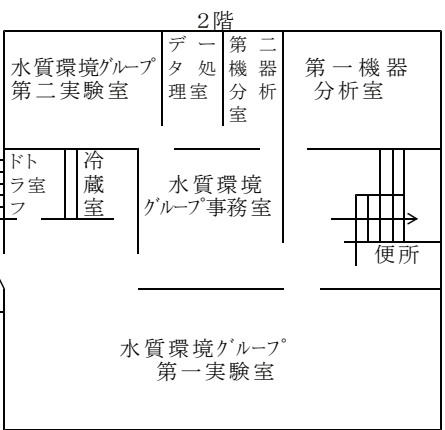 2階
水質環境グループ
第二実験室
データ処理室
第二機器分析室
第一機器
分析室
ドラフト室
冷蔵室
水質環境
グループ事務室
便所
水質環境グループ
第一実験室